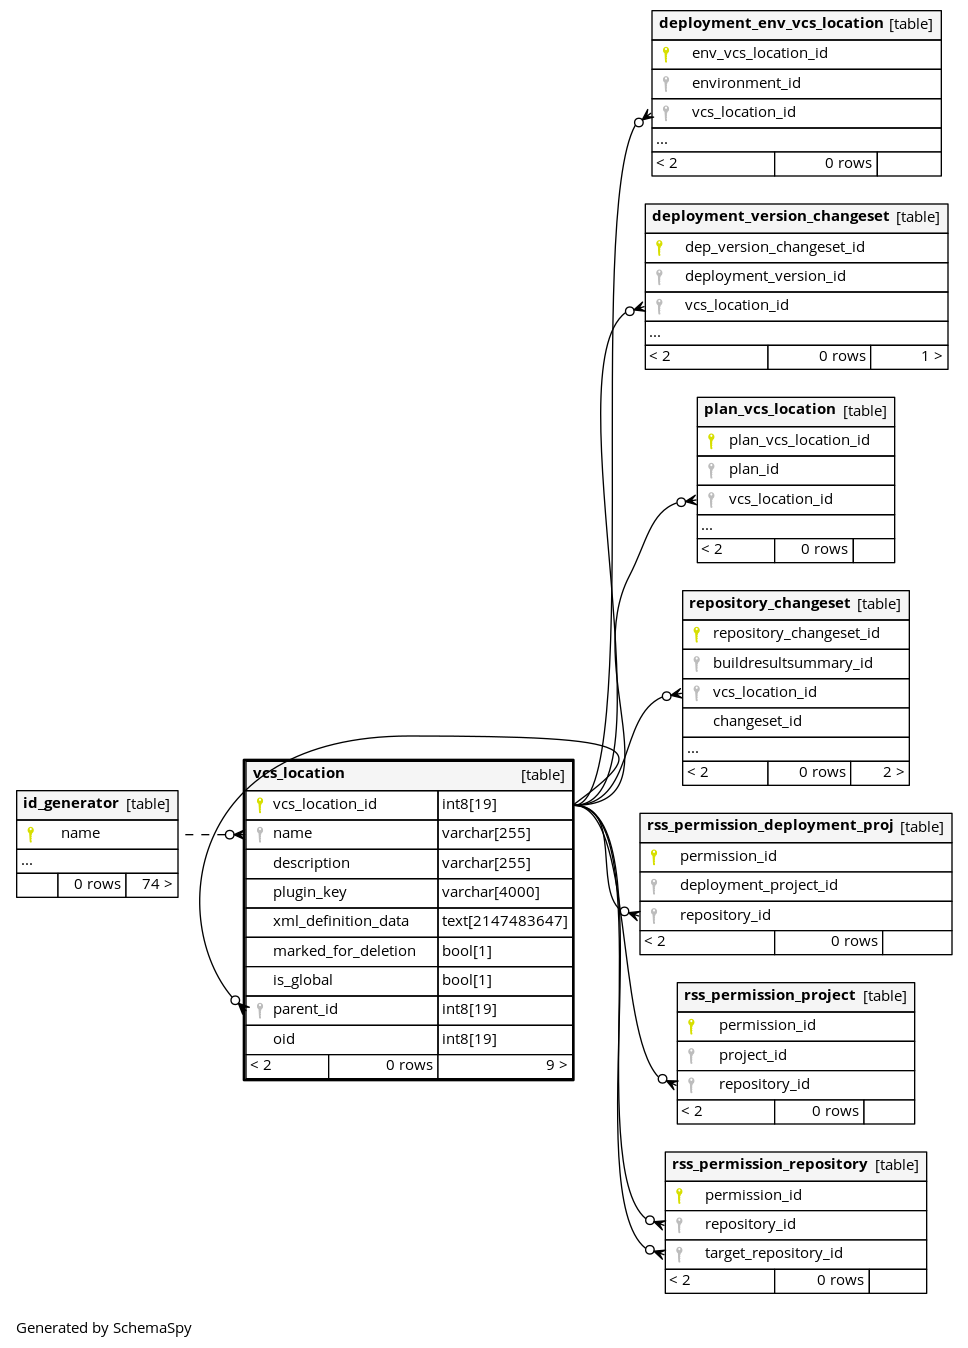 deployment_env_vcs_location [table]
env_vcs_location_id
environment_id
vcs_location_id
...
< 2 0 rows
deployment_version_changeset [table]
dep_version_changeset_id
deployment_version_id
vcs_location_id
...
< 2 0 rows 1 >
plan_vcs_location [table]
plan_vcs_location_id
plan_id
vcs_location_id
...
< 2 0 rows
repository_changeset [table]
repository_changeset_id
buildresultsummary_id
vcs_location_id
changeset_id
...
< 2 0 rows 2 >
id_generator [table]
name
...
0 rows 74 >
vcs_location [table]
vcs_location_id int8[19]
name varchar[255]
description varchar[255]
plugin_key varchar[4000]
xml_definition_data text[2147483647]
marked_for_deletion bool[1]
is_global bool[1]
parent_id int8[19]
oid int8[19]
< 2 0 rows 9 >
rss_permission_deployment_proj [table]
permission_id
deployment_project_id
repository_id
< 2 0 rows
rss_permission_project [table]
permission_id
project_id
repository_id
< 2 0 rows
rss_permission_repository [table]
permission_id
repository_id
target_repository_id
< 2 0 rows
Generated by SchemaSpy